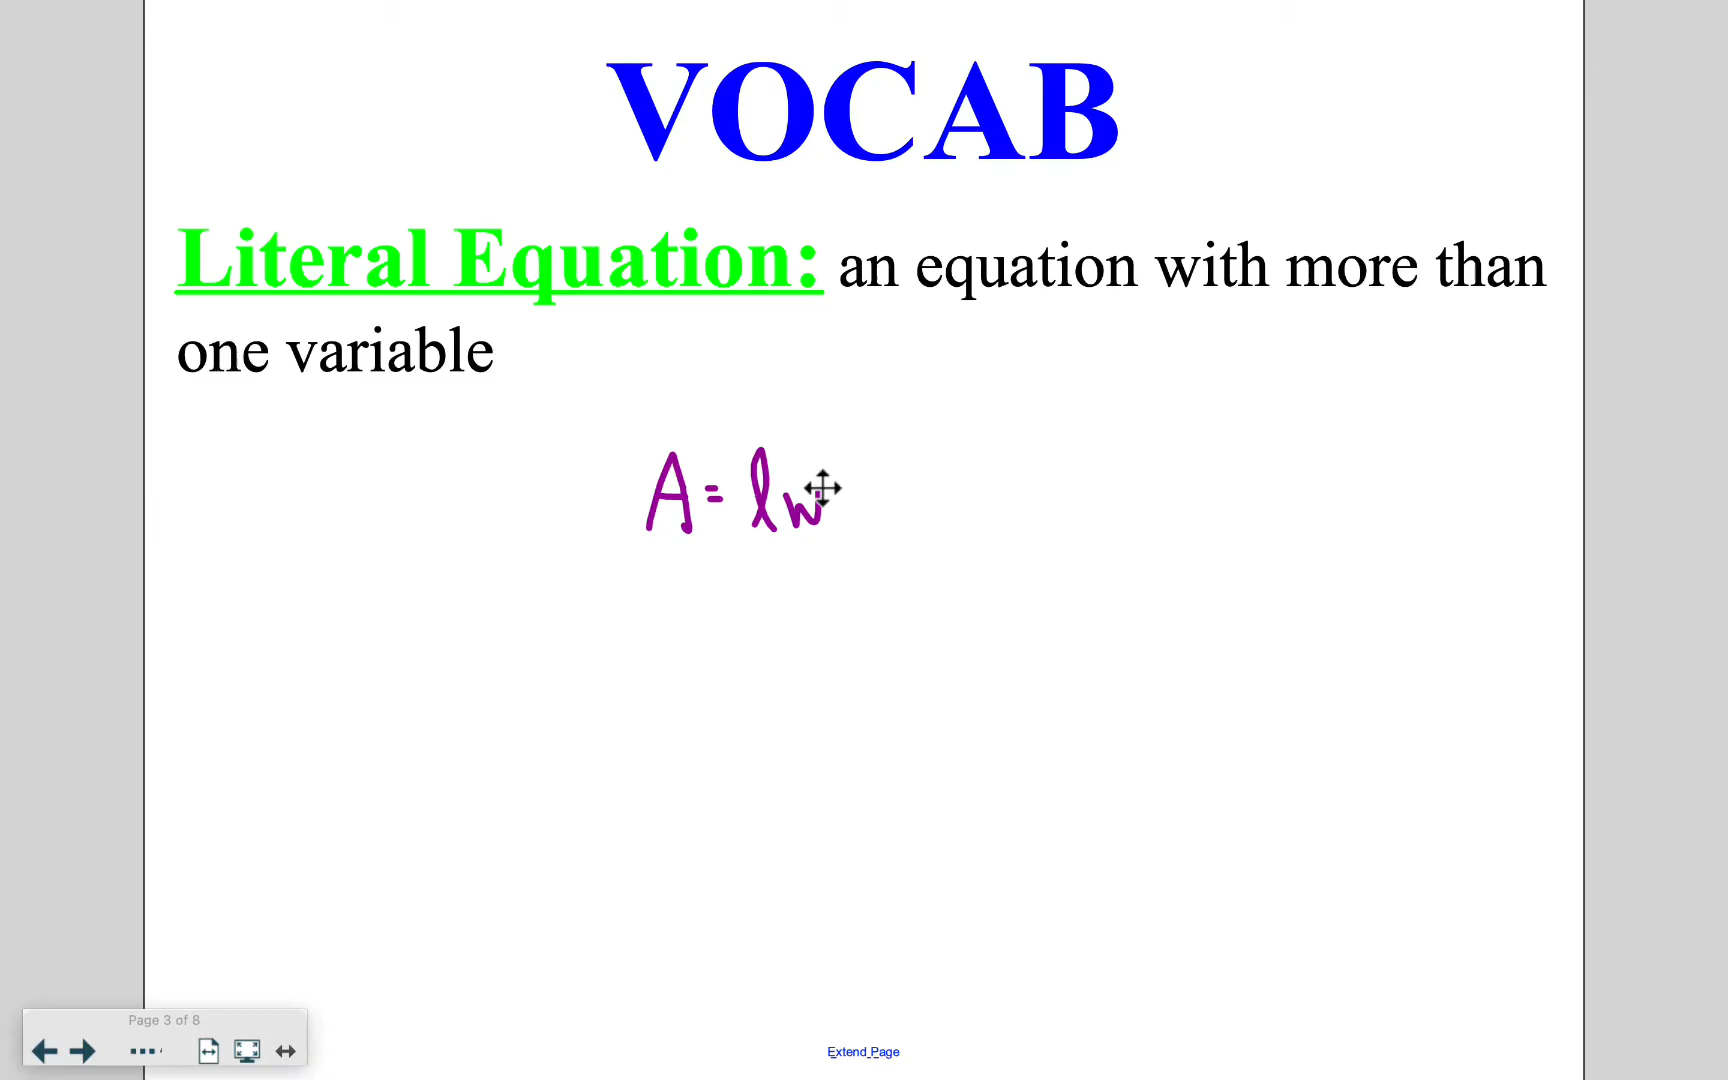 VOCAB
Literal Equation: an equation with more than
one variable
A = lw
Page 3 of 8
Extend Page